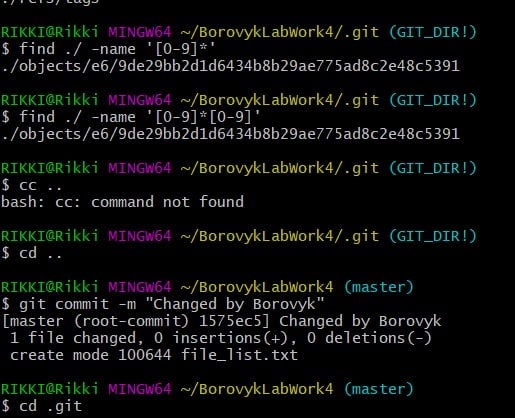 ./refs/tags
RIKKI@Rikki MINGW64 ~/BorovykLabWork4/.git (GIT_DIR!)
$ find ./ -name '[0-9]*'
./objects/e6/9de29bb2d1d6434b8b29ae775ad8c2e48c5391
RIKKI@Rikki MINGW64 ~/BorovykLabWork4/.git (GIT_DIR!)
$ find ./ -name '[0-9]*[0-9]'
./objects/e6/9de29bb2d1d6434b8b29ae775ad8c2e48c5391
RIKKI@Rikki MINGW64 ~/BorovykLabWork4/.git (GIT_DIR!)
$ cc ..
bash: cc: command not found
RIKKI@Rikki MINGW64 ~/BorovykLabWork4/.git (GIT_DIR!)
$ cd ..
RIKKI@Rikki MINGW64 ~/BorovykLabWork4 (master)
$ git commit -m "Changed by Borovyk"
[master (root-commit) 1575ec5] Changed by Borovyk
 1 file changed, 0 insertions(+), 0 deletions(-)
 create mode 100644 file_list.txt
RIKKI@Rikki MINGW64 ~/BorovykLabWork4 (master)
$ cd .git